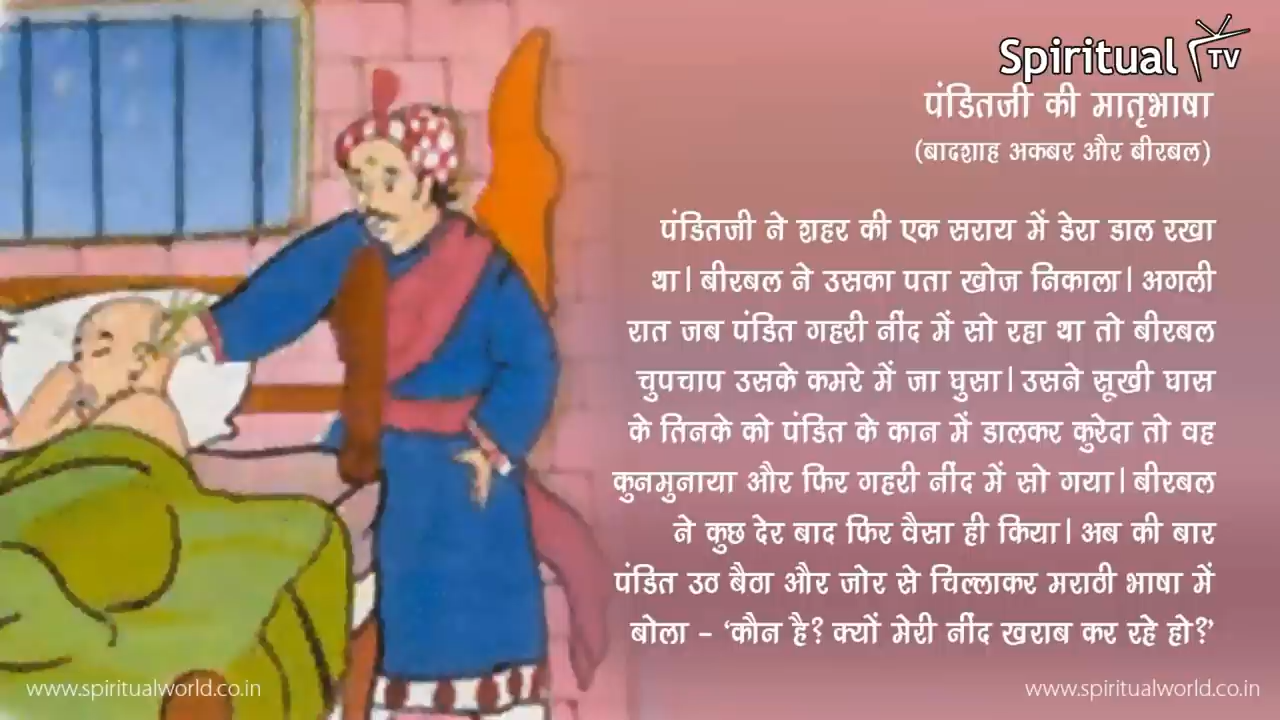 Spiritual TV
पंडितजी की मातृभाषा
(बादशाह अकबर और बीरबल)
पंडितजी ने शहर की एक सराय में डेरा डाल रखा
था। बीरबल ने उसका पता खोज निकाला। अगली
रात जब पंडित गहरी नींद में सो रहा था तो बीरबल
चुपचाप उसके कमरे में जा घुसा। उसने सूखी घास
के तिनके को पंडित के कान में डालकर कुरेदा तो वह
कुनमुनाया और फिर गहरी नींद में सो गया। बीरबल
ने कुछ देर बाद फिर वैसा ही किया। अब की बार
पंडित उठ बैठा और जोर से चिल्लाकर मराठी भाषा में
बोला – ‘कौन है? क्यों मेरी नींद खराब कर रहे हो?’
www.spiritualworld.co.in
www.spiritualworld.co.in